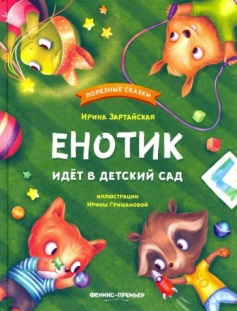 ПОЛЕЗНЫЕ СКАЗКИ
ИРИНА ЗАРТАЙСКАЯ
ЕНОТИК
ИДЁТ В ДЕТСКИЙ САД
ИЛЛЮСТРАЦИИ
ИРИНЫ ГРИШАНОВОЙ
ФЕНИКС-ПРЕМЬЕР